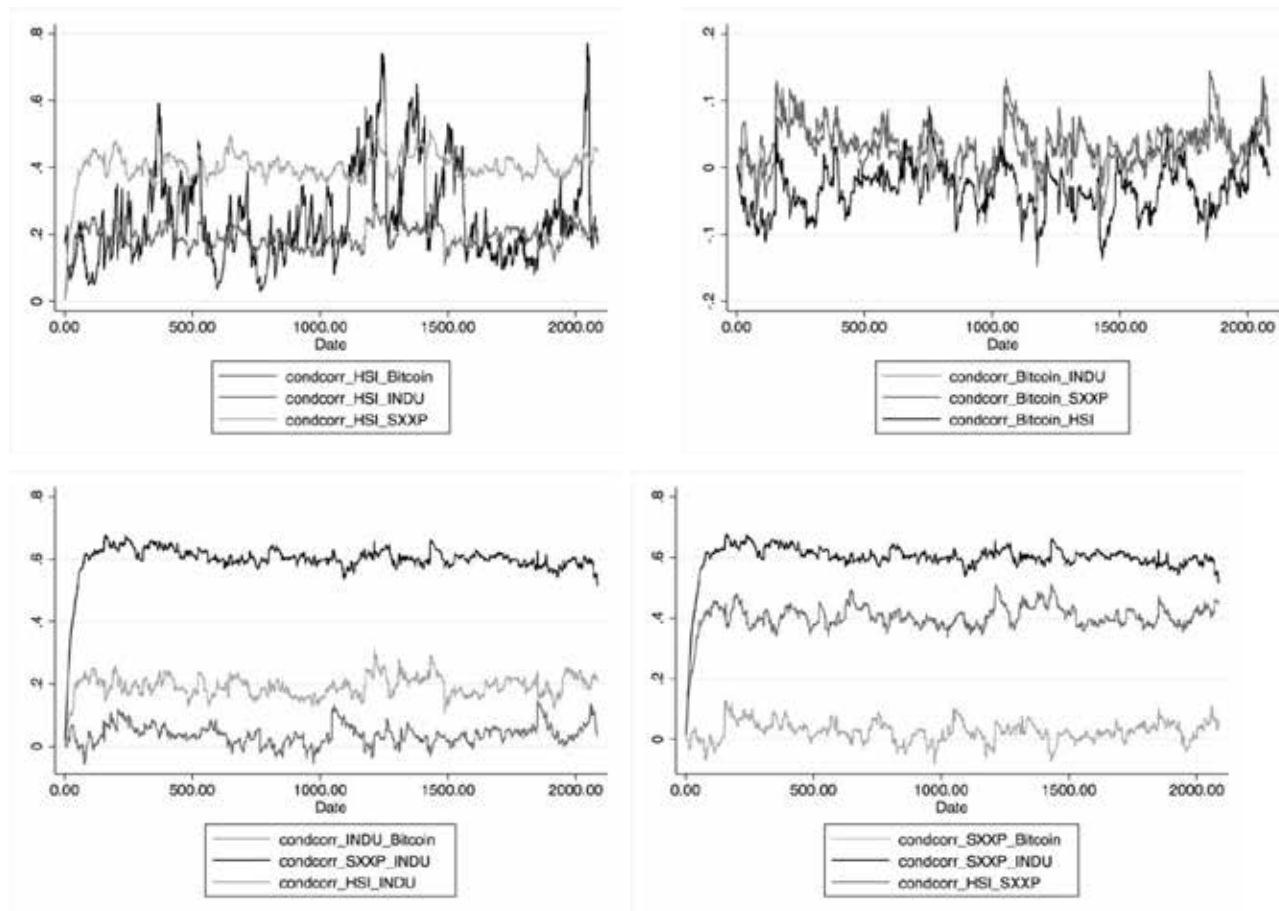 .8
.6
.4
.2
0
0.00 500.00 1000.00 1500.00 2000.00
Date
condcorr_HSI_Bitcoin
condcorr_HSI_INDU
condcorr_HSI_SXXP
.2
.1
0
-.1
-.2
0.00 500.00 1000.00 1500.00 2000.00
Date
condcorr_Bitcoin_INDU
condcorr_Bitcoin_SXXP
condcorr_Bitcoin_HSI
.8
.6
.4
.2
0
0.00 500.00 1000.00 1500.00 2000.00
Date
condcorr_INDU_Bitcoin
condcorr_SXXP_INDU
condcorr_HSI_INDU
.8
.6
.4
.2
0
0.00 500.00 1000.00 1500.00 2000.00
Date
condcorr_SXXP_Bitcoin
condcorr_SXXP_INDU
condcorr_HSI_SXXP